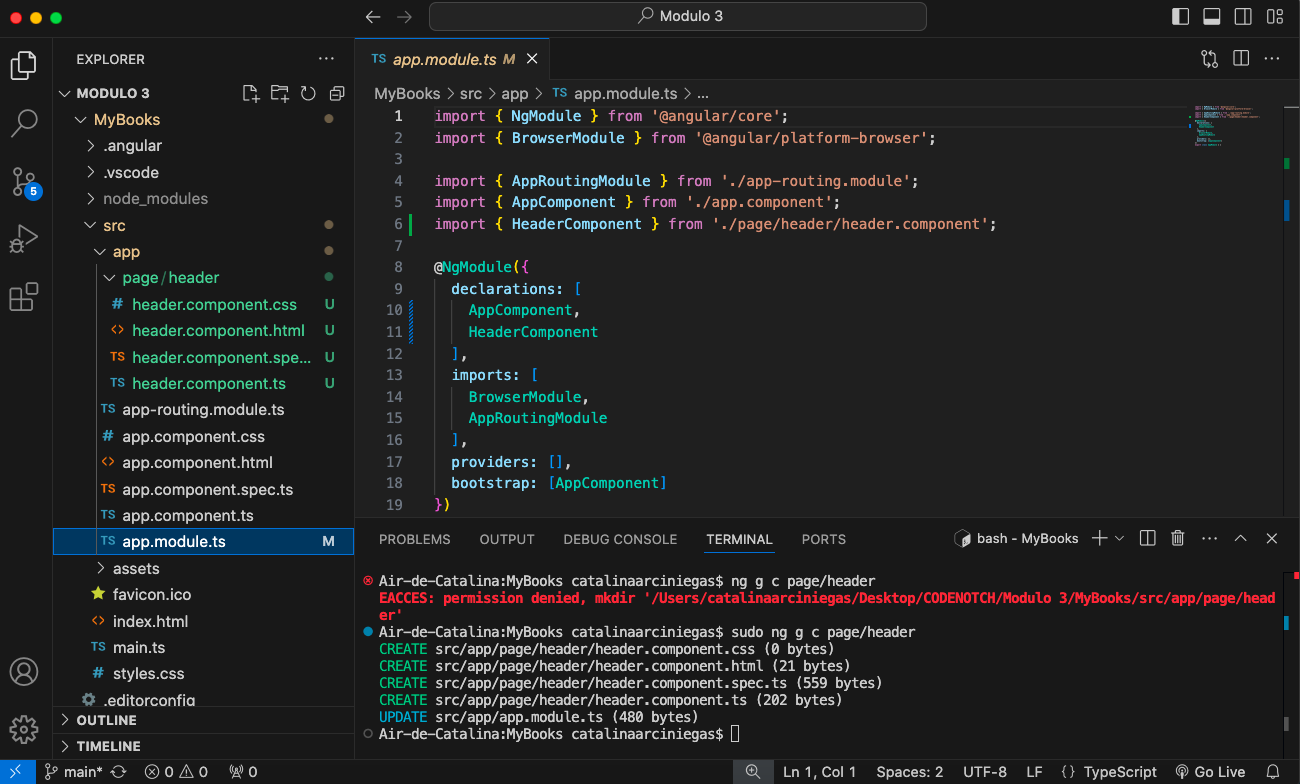 Modulo 3
EXPLORER
MODULO 3
MyBooks
.angular
.vscode
node_modules
src
app
page/header
# header.component.css U
<> header.component.html U
TS header.component.spe... U
TS header.component.ts U
TS app-routing.module.ts
# app.component.css
<> app.component.html
TS app.component.spec.ts
TS app.component.ts
TS app.module.ts M
assets
favicon.ico
<> index.html
TS main.ts
# styles.css
.editorconfig
OUTLINE
TIMELINE
5
TS app.module.ts M
MyBooks > src > app > TS app.module.ts > ...
1 import { NgModule } from '@angular/core';
2 import { BrowserModule } from '@angular/platform-browser';
3
4 import { AppRoutingModule } from './app-routing.module';
5 import { AppComponent } from './app.component';
6 import { HeaderComponent } from './page/header/header.component';
7
8 @NgModule({
9 declarations: [
10 AppComponent,
11 HeaderComponent
12 ],
13 imports: [
14 BrowserModule,
15 AppRoutingModule
16 ],
17 providers: [],
18 bootstrap: [AppComponent]
19 })
PROBLEMS OUTPUT DEBUG CONSOLE TERMINAL PORTS bash - MyBooks
Air-de-Catalina:MyBooks catalinaarciniegas$ ng g c page/header
EACCES: permission denied, mkdir '/Users/catalinaarciniegas/Desktop/CODENOTCH/Modulo 3/MyBooks/src/app/page/head
er'
Air-de-Catalina:MyBooks catalinaarciniegas$ sudo ng g c page/header
CREATE src/app/page/header/header.component.css (0 bytes)
CREATE src/app/page/header/header.component.html (21 bytes)
CREATE src/app/page/header/header.component.spec.ts (559 bytes)
CREATE src/app/page/header/header.component.ts (202 bytes)
UPDATE src/app/app.module.ts (480 bytes)
Air-de-Catalina:MyBooks catalinaarciniegas$
main* 0 0 0 Ln 1, Col 1 Spaces: 2 UTF-8 LF {} TypeScript Go Live